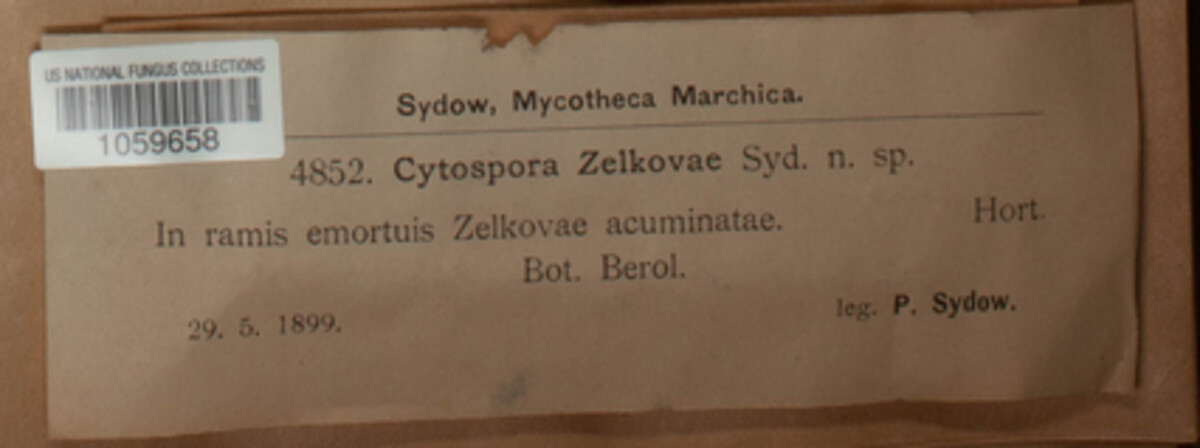 US NATIONAL FUNGUS COLLECTIONS
1059658
Sydow, Mycotheca Marchica.
4852. Cytospora Zelkovae Syd. n. sp.
In ramis emortuis Zelkovae acuminatae. Hort.
Bot. Berol.
29. 5. 1899.
leg. P. Sydow.